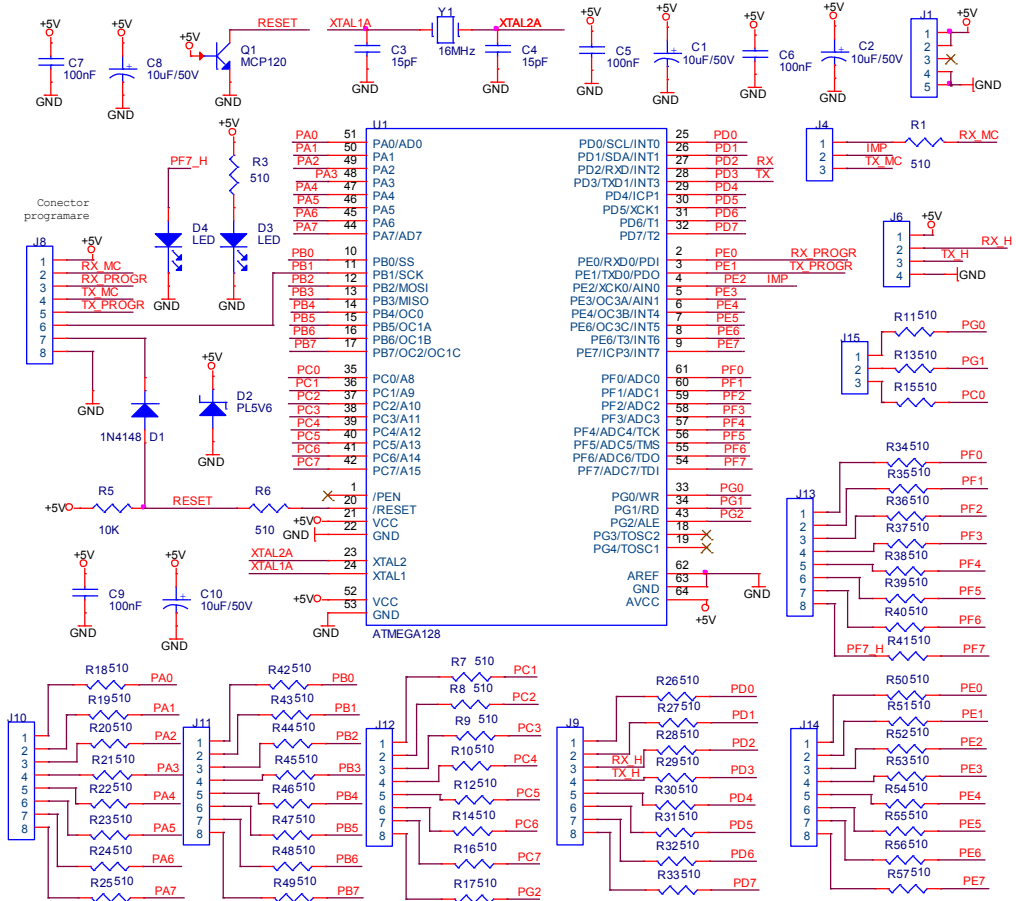 +5V
C7
100nF
GND
+5V
C8
10uF/50V
GND
+5V
RESET
Q1
MCP120
GND
XTAL1A
Y1
16MHz
XTAL2A
C3
15pF
GND
C4
15pF
GND
+5V
C5
100nF
GND
+5V
C1
10uF/50V
GND
+5V
C6
100nF
GND
+5V
C2
10uF/50V
GND
J1
+5V
1
2
3
4
5
GND
J4
1
2
3
IMP
TX_MC
R1
510
RX_MC
J6
+5V
1
2
3
4
RX_H
TX_H
GND
J15
1
2
3
R11 510 PG0
R13 510 PG1
R15 510 PC0
PF7_H
+5V
R3
510
D4
LED
D3
LED
GND
Conector
programare
J8
+5V
1
2 RX_MC
3 RX_PROGR
4 TX_MC
5 TX_PROGR
6
7
8
GND
1N4148 D1
+5V
D2
PL5V6
GND
+5V
R5
10K
RESET
R6
510
+5V
C9
100nF
GND
+5V
C10
10uF/50V
GND
U1
PA0 51 PA0/AD0
PA1 50 PA1
PA2 49 PA2
PA3 48 PA3
PA4 47 PA4
PA5 46 PA5
PA6 45 PA6
PA7 44 PA7/AD7
PB0 10 PB0/SS
PB1 11 PB1/SCK
PB2 12 PB2/MOSI
PB3 13 PB3/MISO
PB4 14 PB4/OC0
PB5 15 PB5/OC1A
PB6 16 PB6/OC1B
PB7 17 PB7/OC2/OC1C
PC0 35 PC0/A8
PC1 36 PC1/A9
PC2 37 PC2/A10
PC3 38 PC3/A11
PC4 39 PC4/A12
PC5 40 PC5/A13
PC6 41 PC6/A14
PC7 42 PC7/A15
1 /PEN
20 /RESET
+5V 21 VCC
GND 22 GND
XTAL2A 23 XTAL2
XTAL1A 24 XTAL1
+5V 52 VCC
53 GND
GND
ATMEGA128
PD0/SCL/INT0 25 PD0
PD1/SDA/INT1 26 PD1
PD2/RXD/INT2 27 PD2 RX
PD3/TXD1/INT3 28 PD3 TX
PD4/ICP1 29 PD4
PD5/XCK1 30 PD5
PD6/T1 31 PD6
PD7/T2 32 PD7
PE0/RXD0/PDI 2 PE0 RX_PROGR
PE1/TXD0/PDO 3 PE1 TX_PROGR
PE2/XCK0/AIN0 4 PE2 IMP
PE3/OC3A/AIN1 5 PE3
PE4/OC3B/INT4 6 PE4
PE6/OC3C/INT5 7 PE5
PE6/T3/INT6 8 PE6
PE7/ICP3/INT7 9 PE7
PF0/ADC0 61 PF0
PF1/ADC1 60 PF1
PF2/ADC2 59 PF2
PF3/ADC3 58 PF3
PF4/ADC4/TCK 57 PF4
PF5/ADC5/TMS 56 PF5
PF6/ADC6/TDO 55 PF6
PF7/ADC7/TDI 54 PF7
PG0/WR 33 PG0
PG1/RD 34 PG1
PG2/ALE 43 PG2
PG3/TOSC2 18
PG4/TOSC1 19
AREF 62
GND 63
AVCC 64
GND
+5V
J13
1
2
3
4
5
6
7
8
R34 510 PF0
R35 510 PF1
R36 510 PF2
R37 510 PF3
R38 510 PF4
R39 510 PF5
R40 510 PF6
PF7_H R41 510 PF7
J10
1
2
3
4
5
6
7
8
R18 510 PA0
R19 510 PA1
R20 510 PA2
R21 510 PA3
R22 510 PA4
R23 510 PA5
R24 510 PA6
R25 510 PA7
J11
1
2
3
4
5
6
7
8
R42 510 PB0
R43 510 PB1
R44 510 PB2
R45 510 PB3
R46 510 PB4
R47 510 PB5
R48 510 PB6
R49 510 PB7
J12
1
2
3
4
5
6
7
8
R7 510 PC1
R8 510 PC2
R9 510 PC3
R10 510 PC4
R12 510 PC5
R14 510 PC6
R16 510 PC7
R17 510 PG2
J9
1
2
3
4
5
6
7
8
RX_H
TX_H
R26 510 PD0
R27 510 PD1
R28 510 PD2
R29 510 PD3
R30 510 PD4
R31 510 PD5
R32 510 PD6
R33 510 PD7
J14
1
2
3
4
5
6
7
8
R50 510 PE0
R51 510 PE1
R52 510 PE2
R53 510 PE3
R54 510 PE4
R55 510 PE5
R56 510 PE6
R57 510 PE7